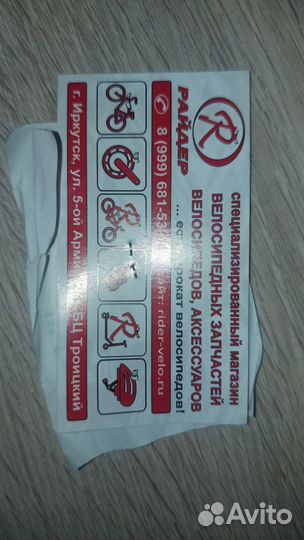 РАЙДЕР
специализированный магазин
ВЕЛОСИПЕДНЫХ ЗАПЧАСТЕЙ
ВЕЛОСИПЕДОВ, АКСЕССУАРОВ
... прокат велосипедов!
8 (999) 681-5
сайт: rider-velo.ru
г. Иркутск, ул. 5-ой Армии БЦ Троицкий
Avito